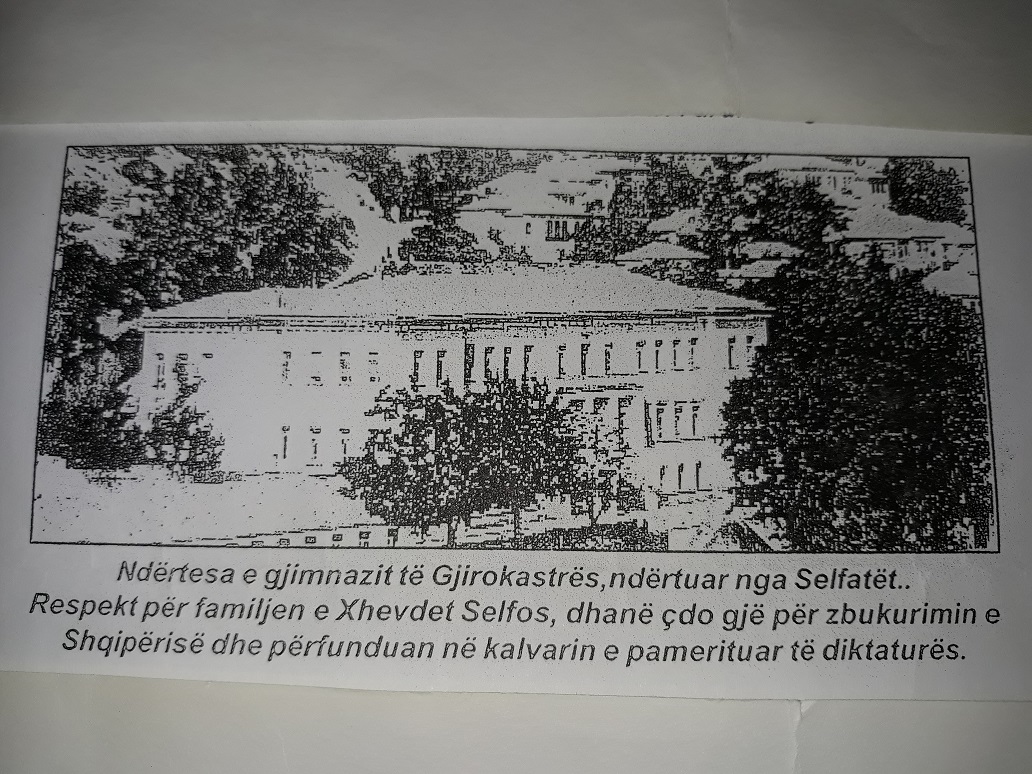 Ndërtesa e gjimnazit të Gjirokastrës,ndërtuar nga Selfatët..
Respekt për familjen e Xhevdet Selfos, dhanë çdo gjë për zbukurimin e
Shqipërisë dhe përfunduan në kalvarin e pamerituar të diktaturës.